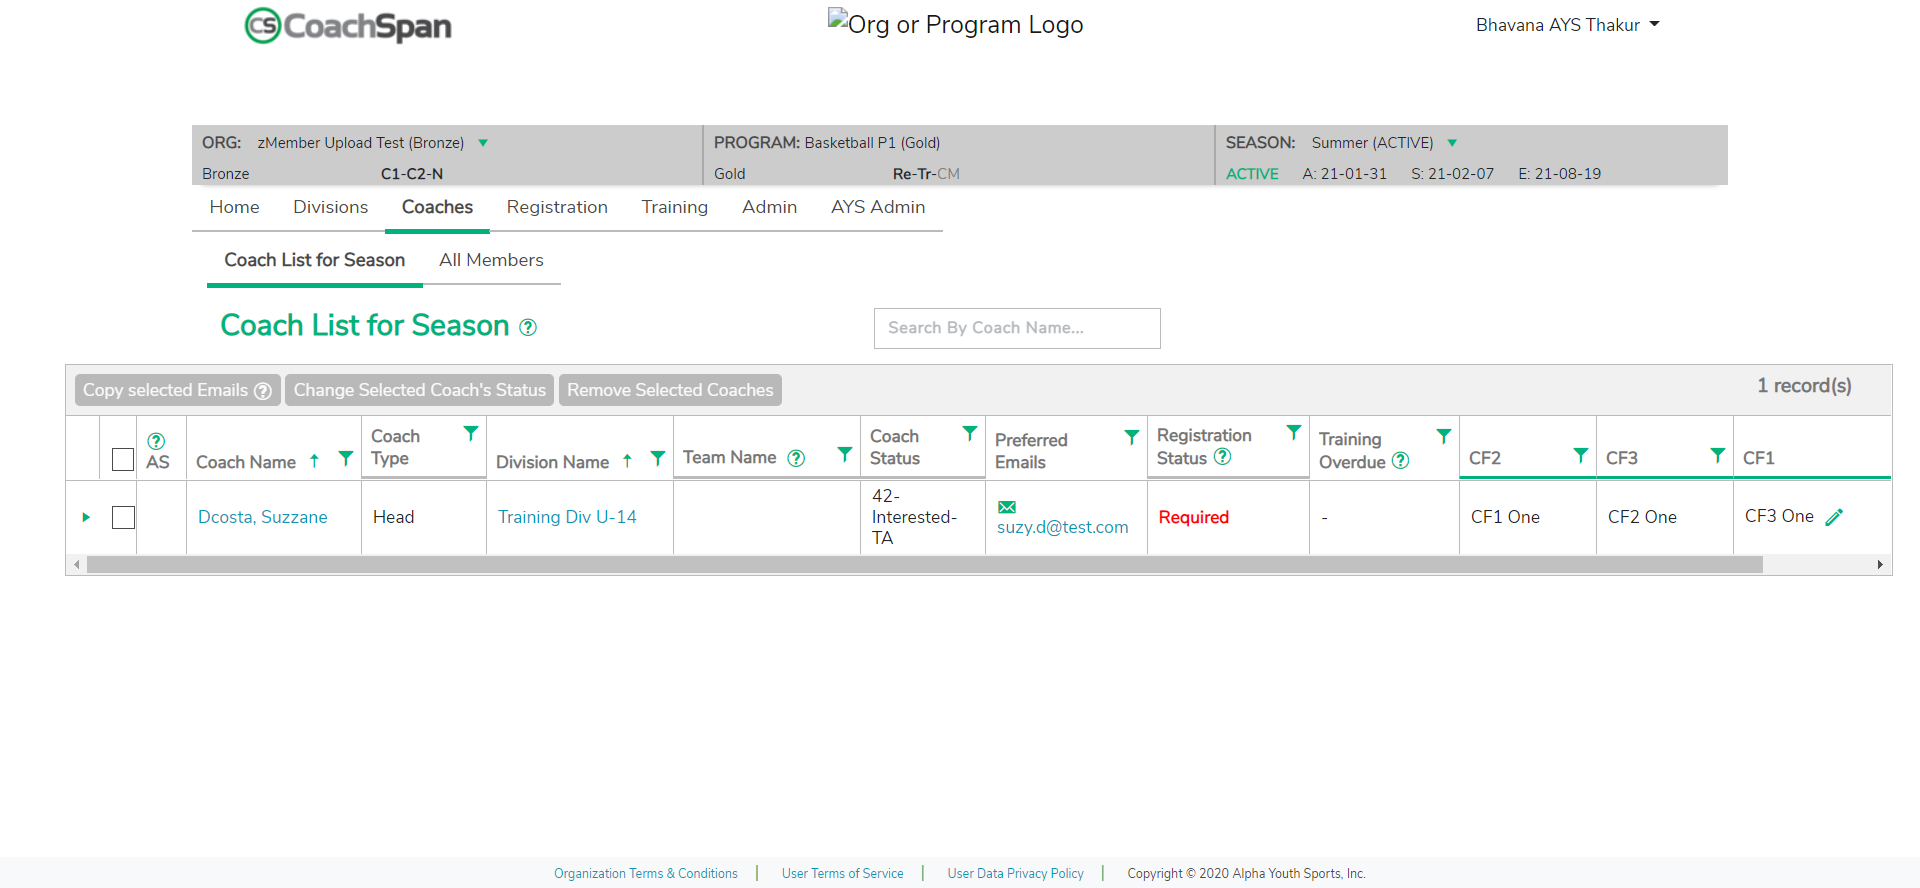 CS CoachSpan
Org or Program Logo
Bhavana AYS Thakur
ORG: zMember Upload Test (Bronze)
Bronze C1-C2-N
PROGRAM: Basketball P1 (Gold)
Gold Re-Tr-CM
SEASON: Summer (ACTIVE)
ACTIVE A: 21-01-31 S: 21-02-07 E: 21-08-19
Home Divisions Coaches Registration Training Admin AYS Admin
Coach List for Season All Members
Coach List for Season ?
Search By Coach Name...
Copy selected Emails ? Change Selected Coach's Status Remove Selected Coaches
1 record(s)
? AS
Coach Name
Coach
Type
Division Name
Team Name ?
Coach
Status
Preferred
Emails
Registration
Status ?
Training
Overdue ?
CF2
CF3
CF1
Dcosta, Suzzane
Head
Training Div U-14
42-
Interested-
TA
suzy.d@test.com
Required
-
CF1 One
CF2 One
CF3 One
Organization Terms & Conditions | User Terms of Service | User Data Privacy Policy | Copyright © 2020 Alpha Youth Sports, Inc.